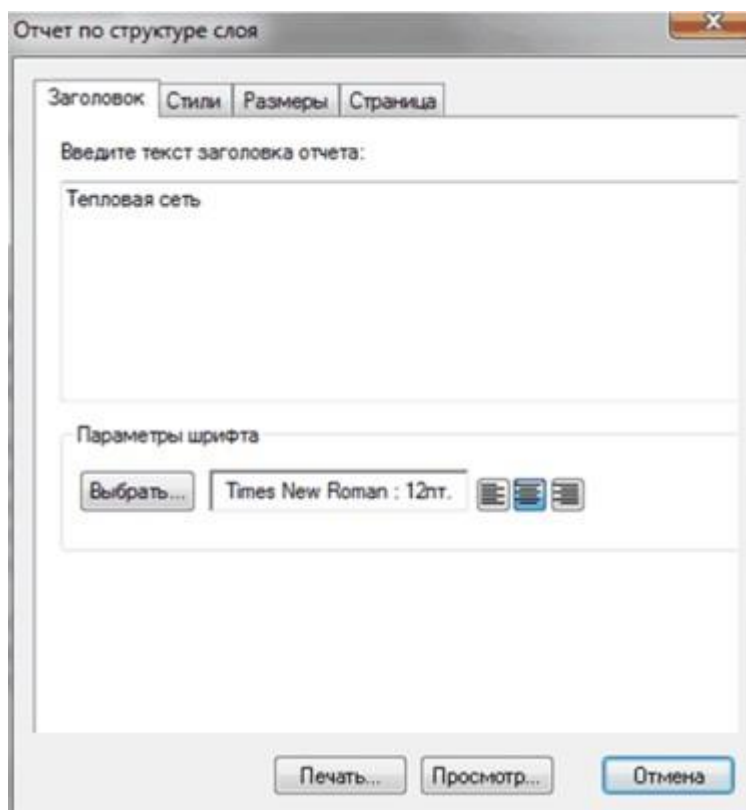 Отчет по структуре слоя
Заголовок Стили Размеры Страница
Введите текст заголовка отчета:
Тепловая сеть
Параметры шрифта
Выбрать... Times New Roman : 12пт.
Печать... Просмотр... Отмена